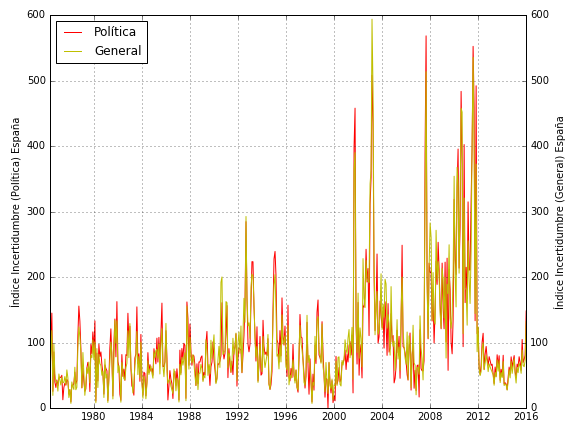 Política
General
Índice Incertidumbre (Política) España
Índice Incertidumbre (General) España
600
500
400
300
200
100
0
600
500
400
300
200
100
0
1980 1984 1988 1992 1996 2000 2004 2008 2012 2016